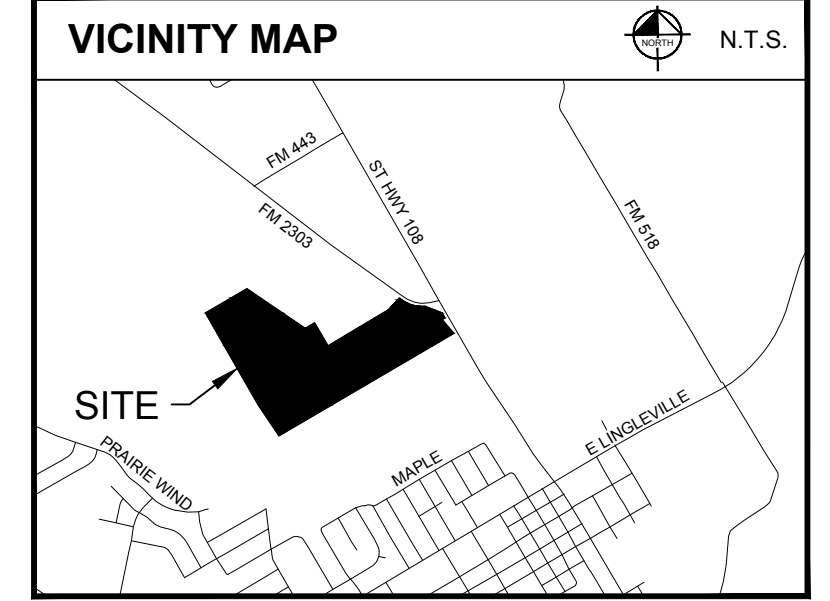 VICINITY MAP
NORTH
N.T.S.
FM 443
ST HWY 108
FM 2303
FM 518
SITE
E LINGLEVILLE
PRAIRIE WIND
MAPLE